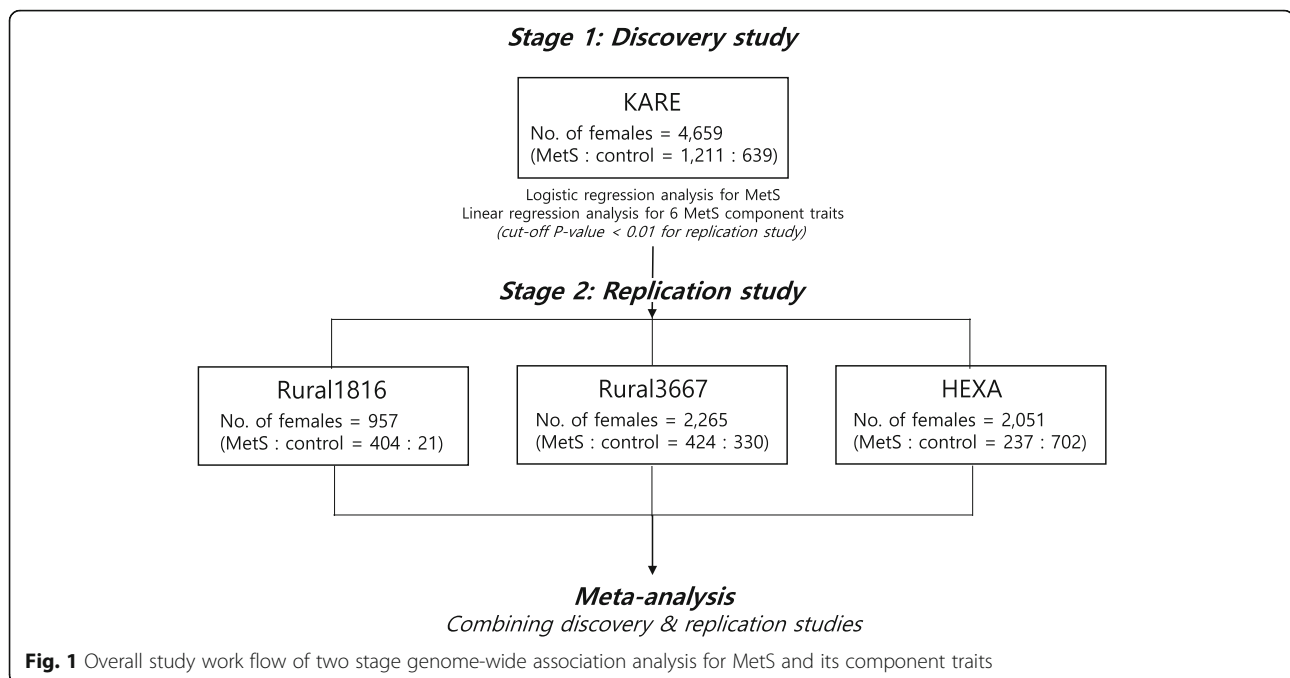 Stage 1: Discovery study
KARE
No. of females = 4,659
(MetS : control = 1,211 : 639)
Logistic regression analysis for MetS
Linear regression analysis for 6 MetS component traits
(cut-off P-value < 0.01 for replication study)
Stage 2: Replication study
Rural1816
No. of females = 957
(MetS : control = 404 : 21)
Rural3667
No. of females = 2,265
(MetS : control = 424 : 330)
HEXA
No. of females = 2,051
(MetS : control = 237 : 702)
Meta-analysis
Combining discovery & replication studies
Fig. 1 Overall study work flow of two stage genome-wide association analysis for MetS and its component traits